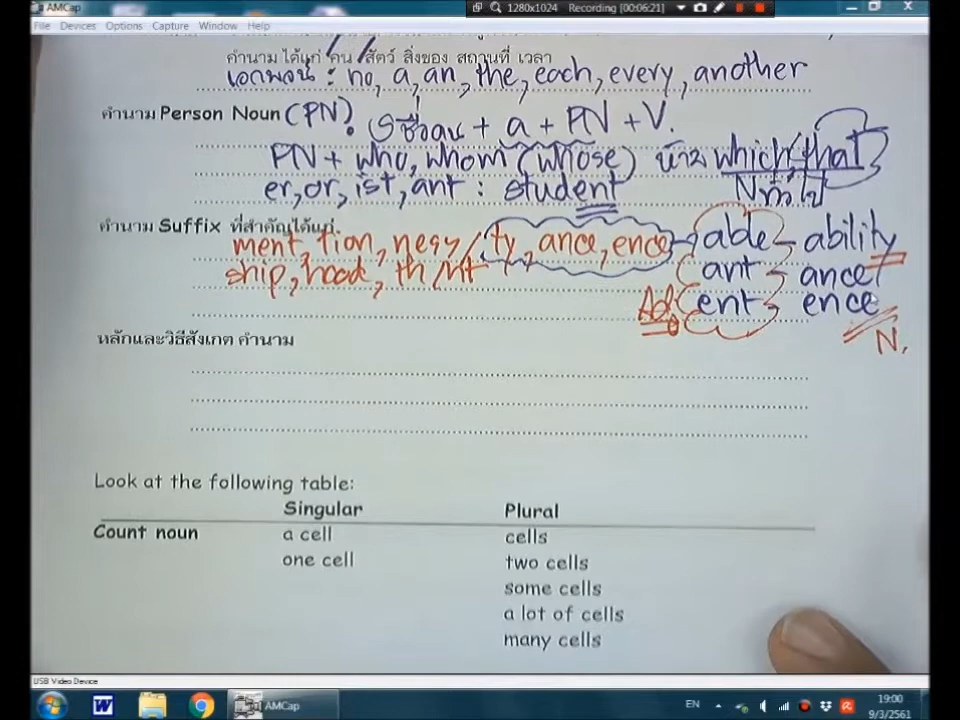 AMCap
1280x1024 Recording [00:06:21]
File Devices Options Capture Window Help
คำนาม ได้แก่ คน สัตว์ สิ่งของ สถานที่ เวลา
เอกพจน์ : no, a, an, the, each, every, another
คำนาม Person Noun (PN) : + a + PN + V.
PN + who, whom (whose) ห้าม which, that
er, or, ist, ant : student Nทั่วไป
คำนาม Suffix ที่สำคัญได้แก่
ment, tion, ness / ty, ance, ence able - ability
ship, hood, th / ant - ance
Adj ent - ence
N.
หลักและวิธีสังเกต คำนาม
Look at the following table:
Singular Plural
Count noun a cell cells
one cell two cells
some cells
a lot of cells
many cells
USB Video Device
AMCap EN 19:00
9/3/2561